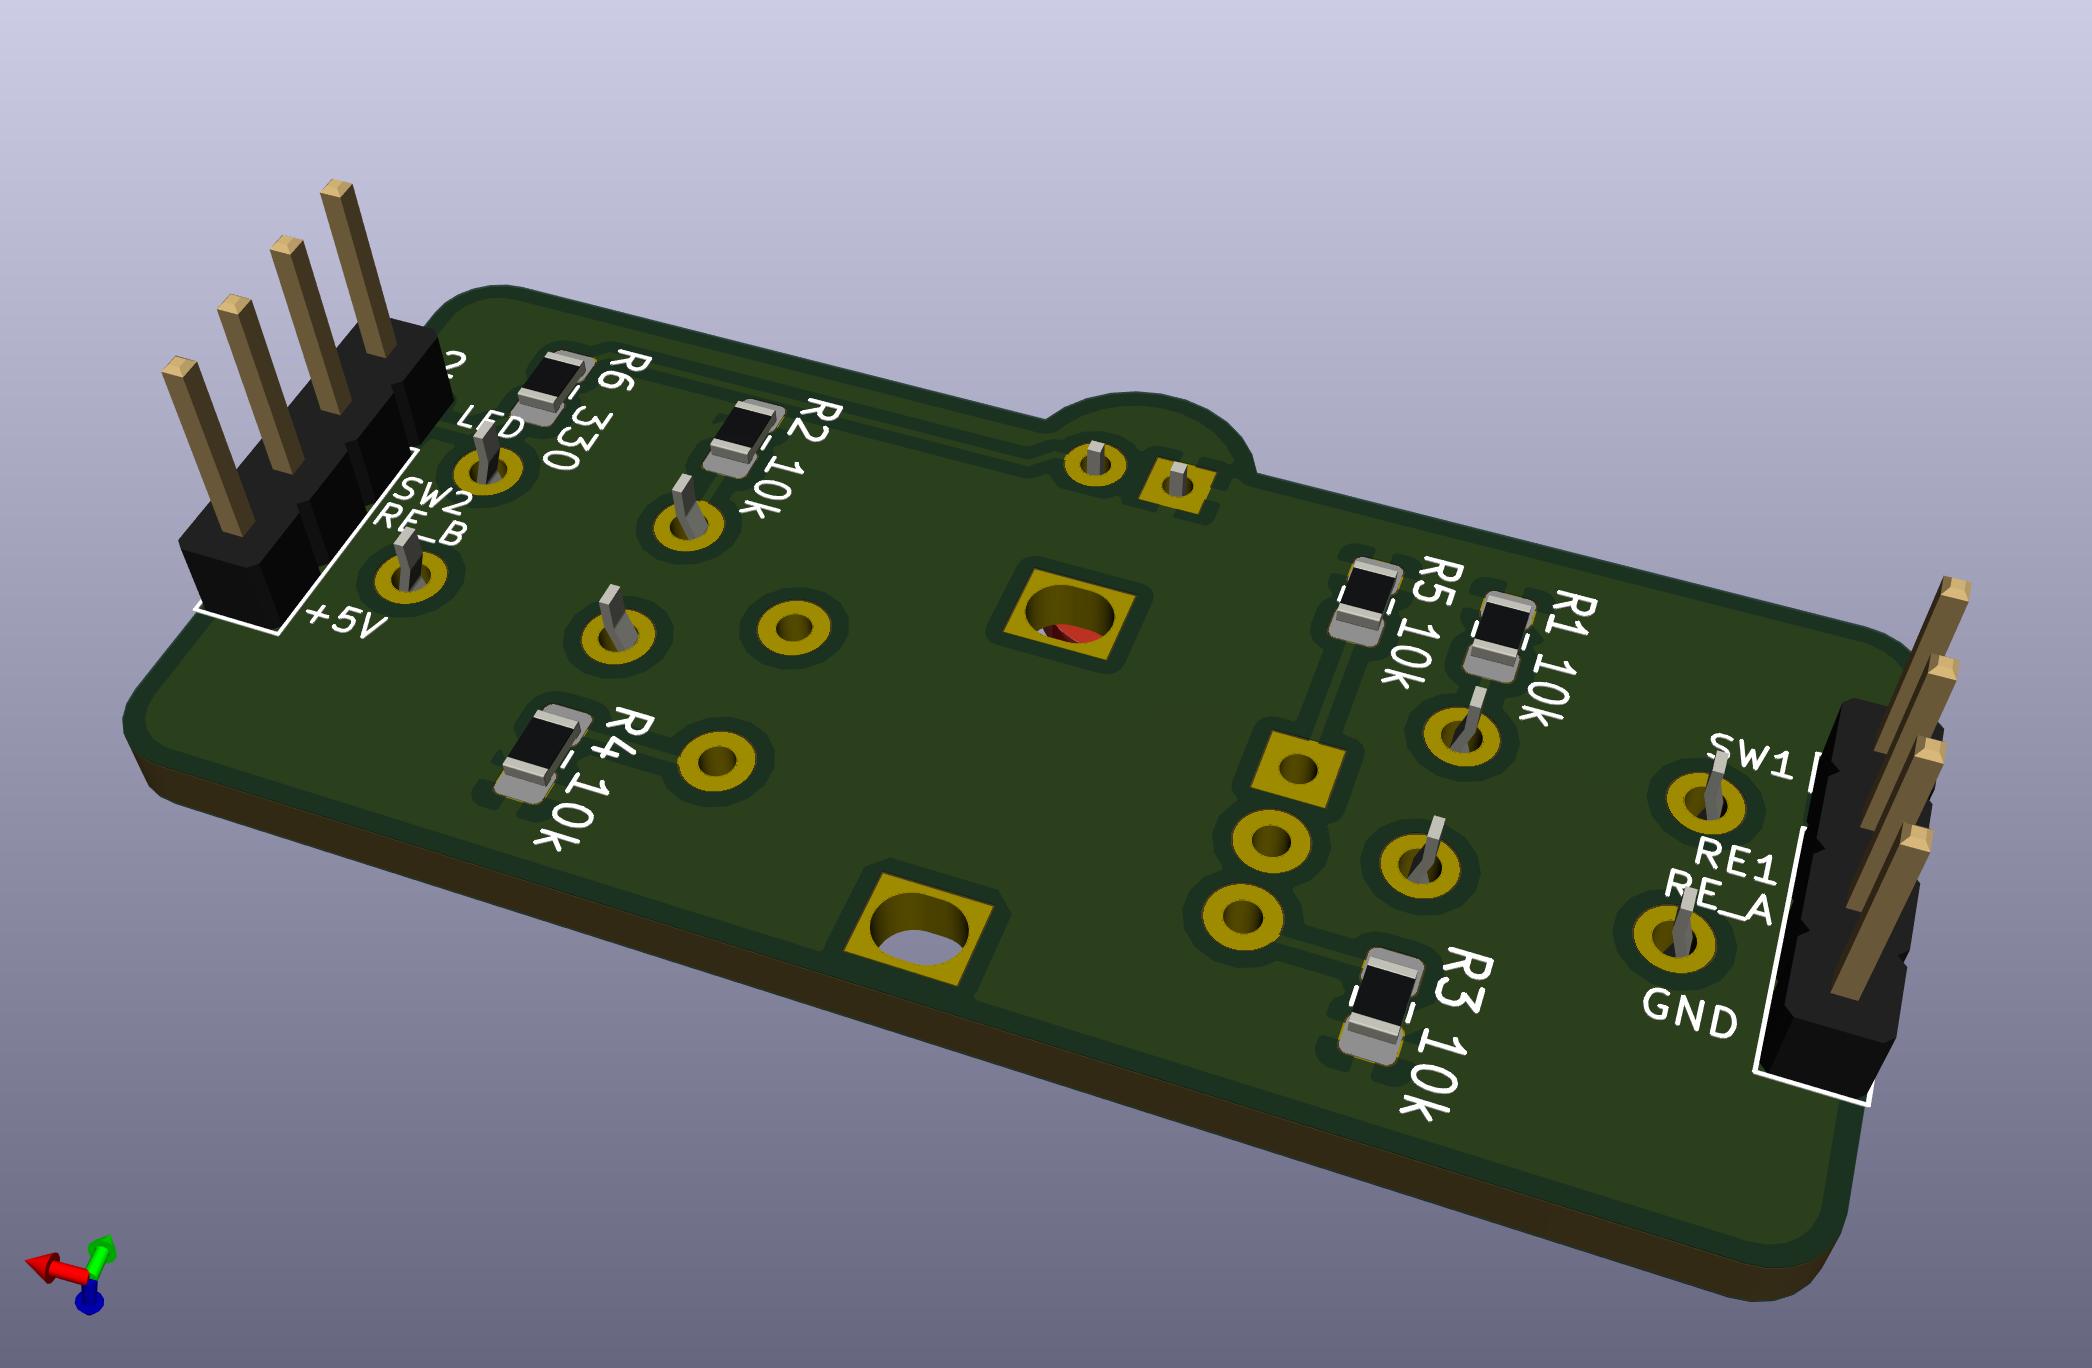 R6 330
LED
R2 10k
SW2
RE_B
+5V
R5 10k
R1 10k
R4 10k
SW1
RE1
RE_A
GND
R3 10k